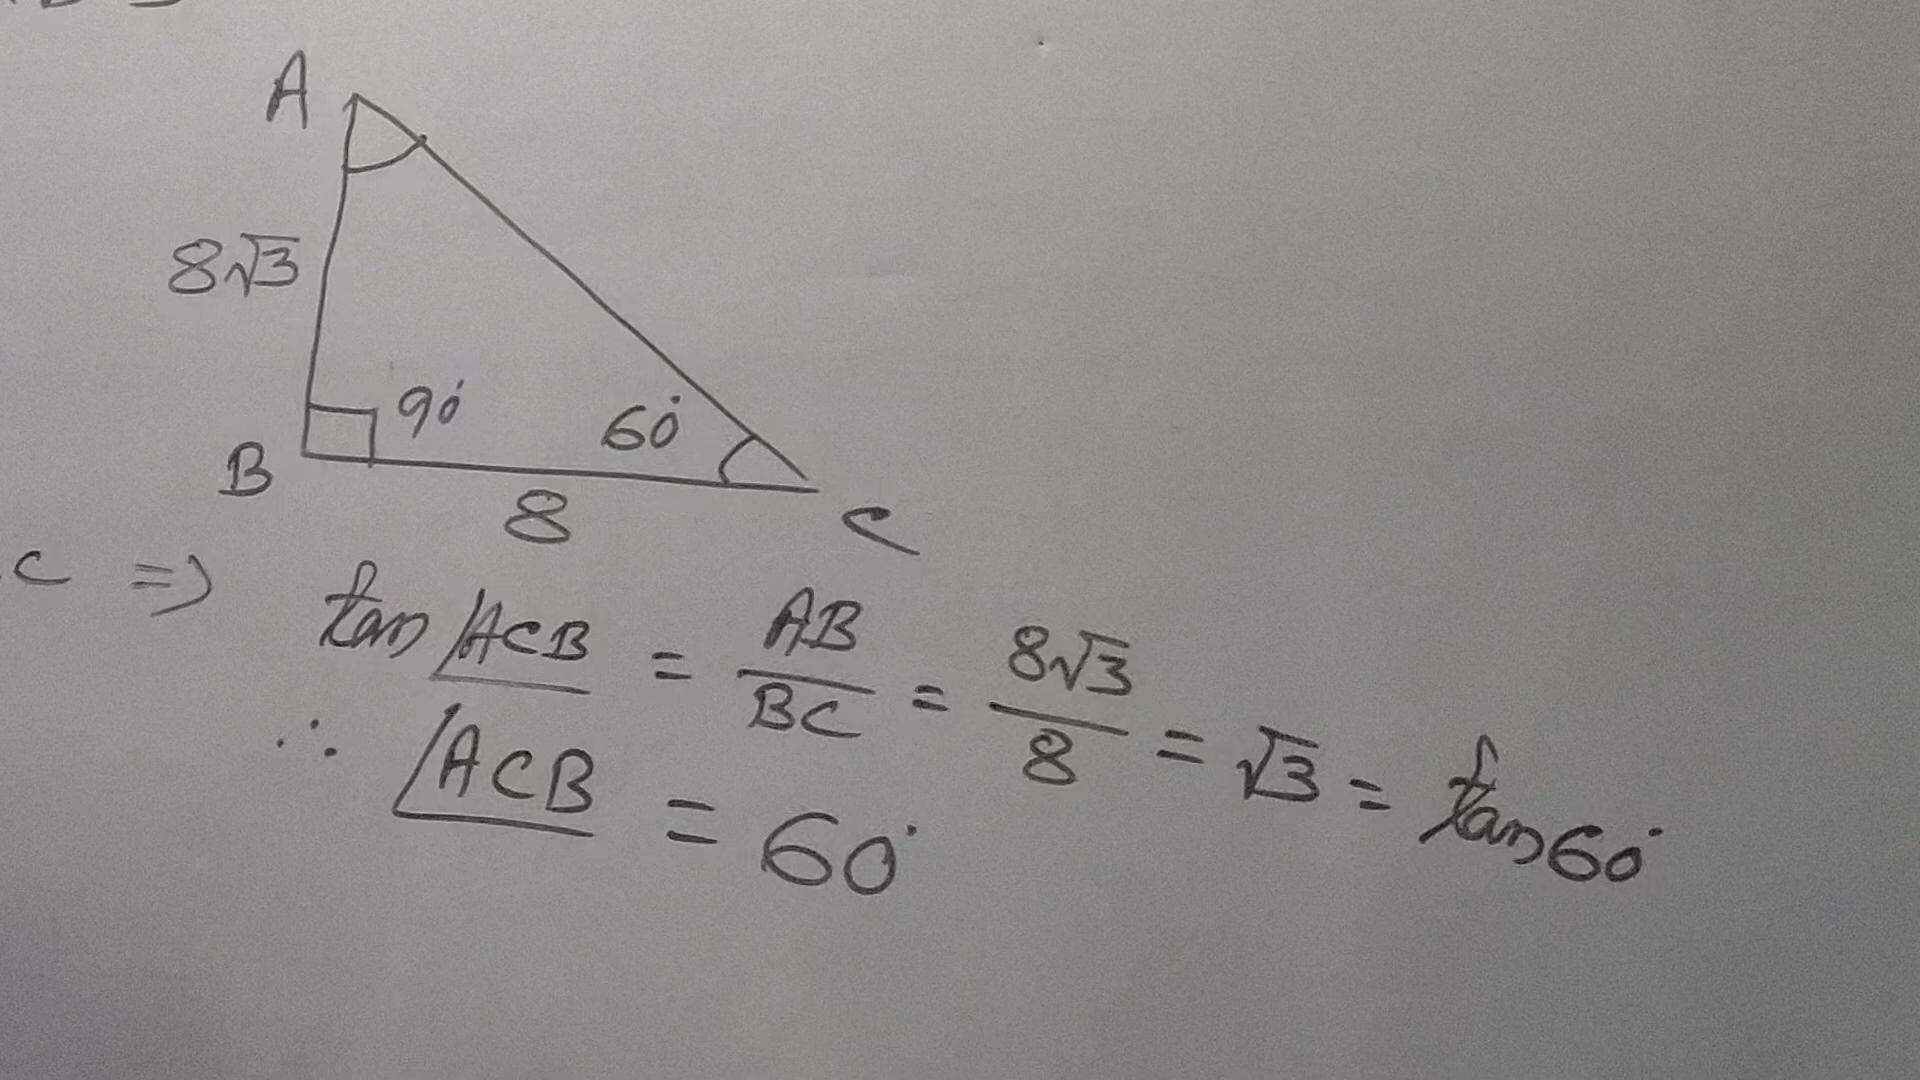 A
8√3
90°
60°
B
8
C
C ⇒ tan ∠ACB = AB/BC = 8√3/8 = √3 = tan 60°
∴ ∠ACB = 60°